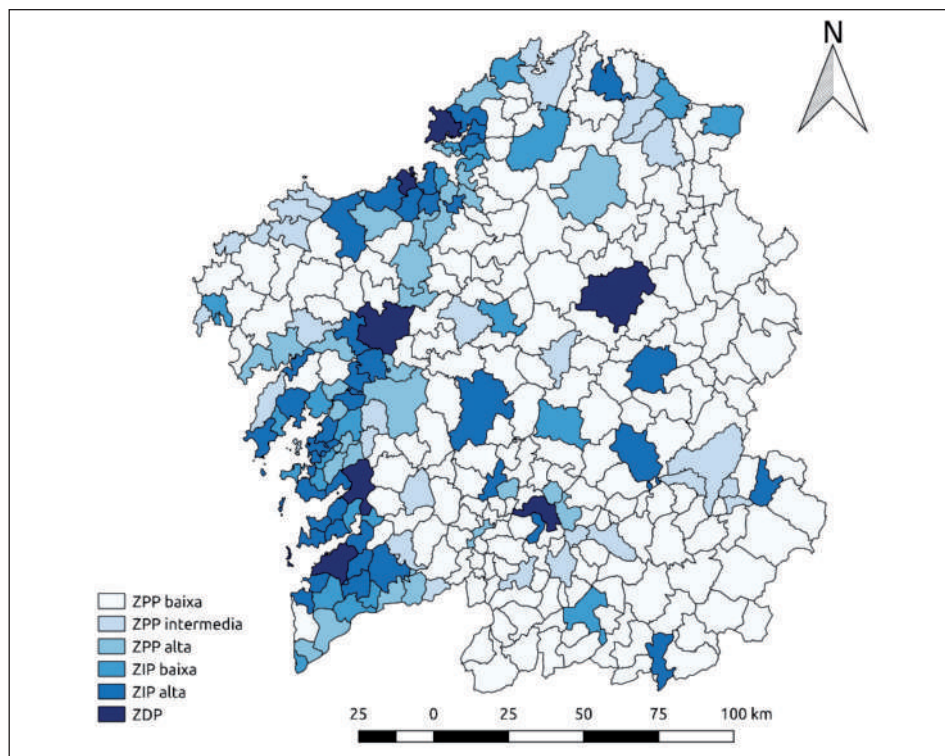 N
ZPP baixa
ZPP intermedia
ZPP alta
ZIP baixa
ZIP alta
ZDP
25 0 25 50 75 100 km